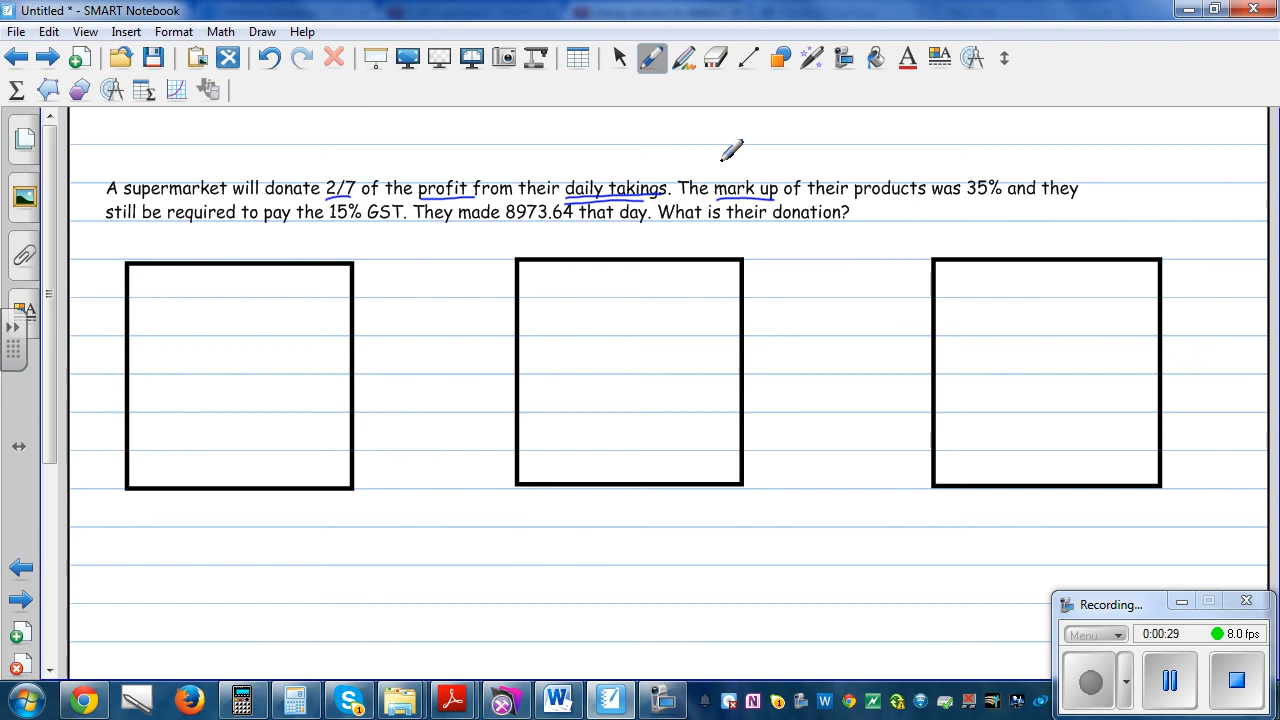 Untitled * - SMART Notebook
File Edit View Insert Format Math Draw Help
A supermarket will donate 2/7 of the profit from their daily takings. The mark up of their products was 35% and they
still be required to pay the 15% GST. They made 8973.64 that day. What is their donation?
Recording...
Menu 0:00:29 8.0 fps